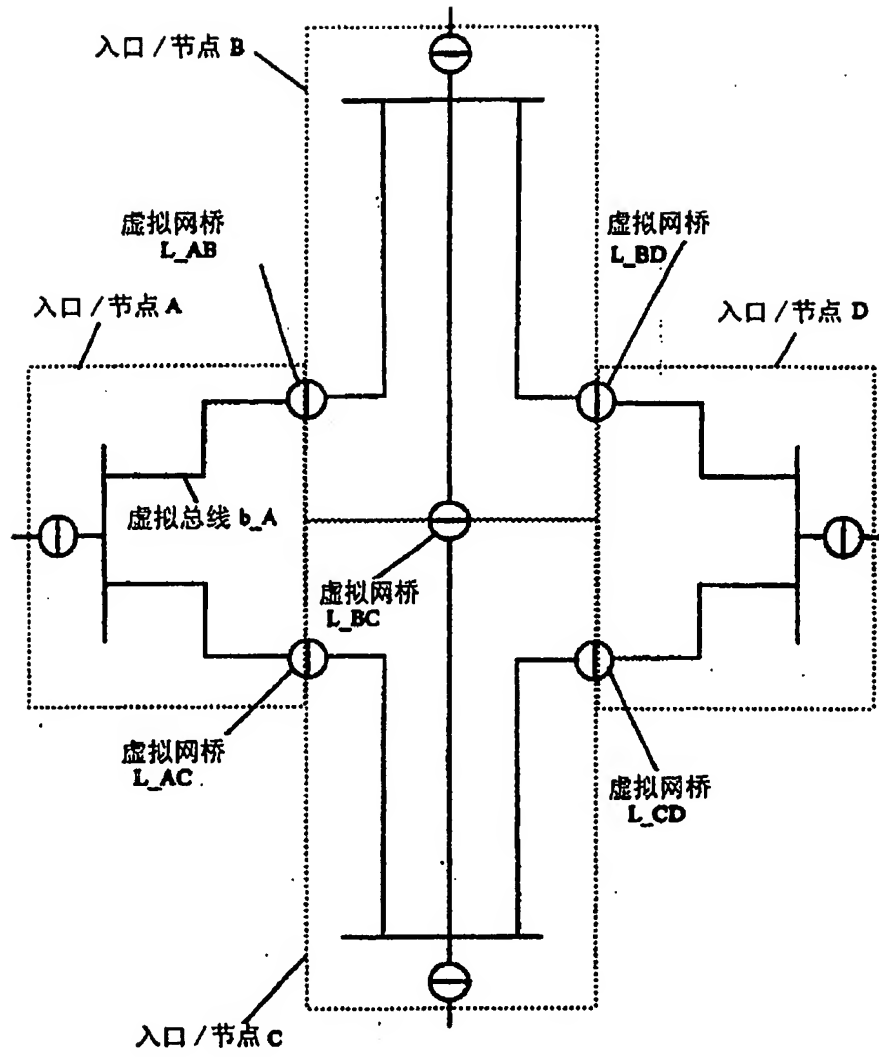 入口/节点 B
虚拟网桥
L_AB
虚拟网桥
L_BD
入口/节点 A
入口/节点 D
虚拟总线 b_A
虚拟网桥
L_BC
虚拟网桥
L_AC
虚拟网桥
L_CD
入口/节点 C